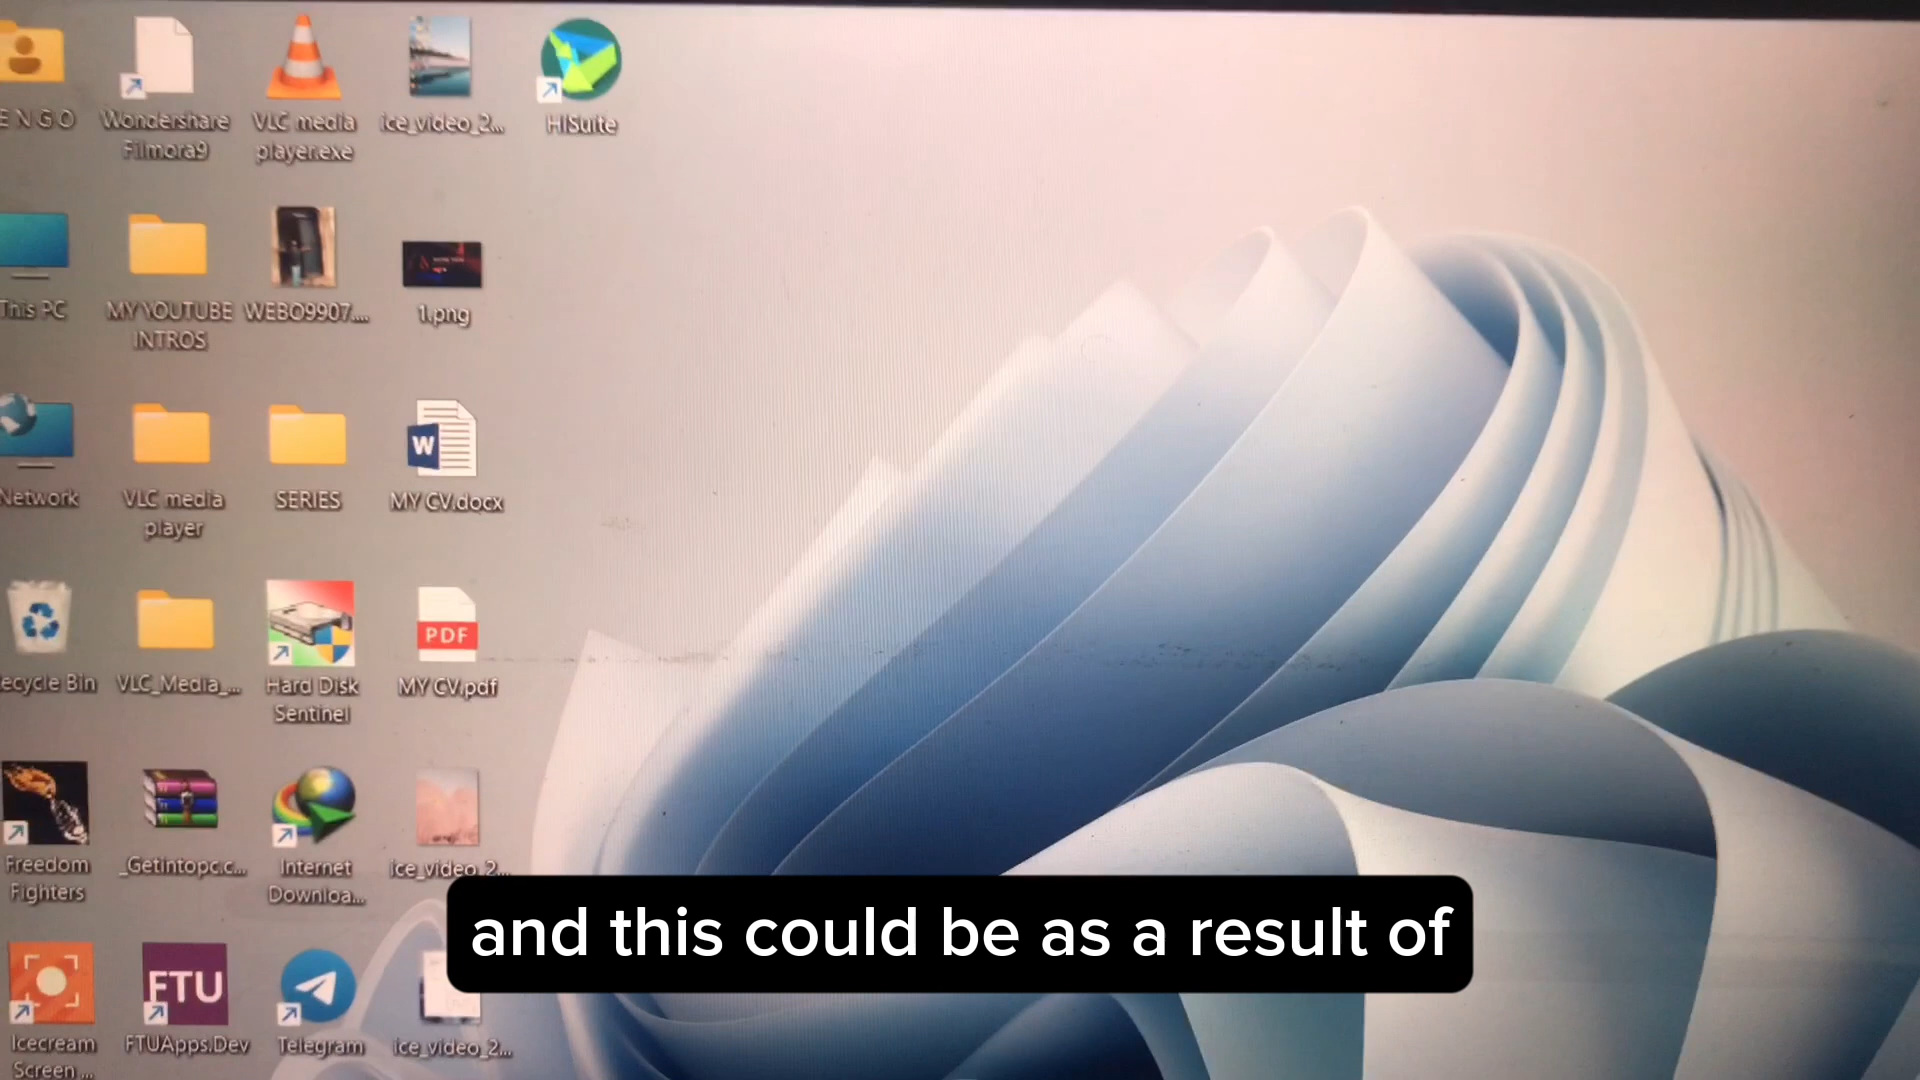 E N G O
Wondershare
Filmora9
VLC media
player.exe
ice_video_2...
HiSuite
This PC
MY YOUTUBE
INTROS
WEBO9907....
1.png
Network
VLC media
player
SERIES
W
MY CV.docx
ecycle Bin
VLC_Media_...
Hard Disk
Sentinel
PDF
MY CV.pdf
Freedom
Fighters
_Getintopc.c...
Internet
Downloa...
ice_video_2...
and this could be as a result of
Icecream
Screen ...
FTU
FTUApps.Dev
Telegram
ice_video_2...